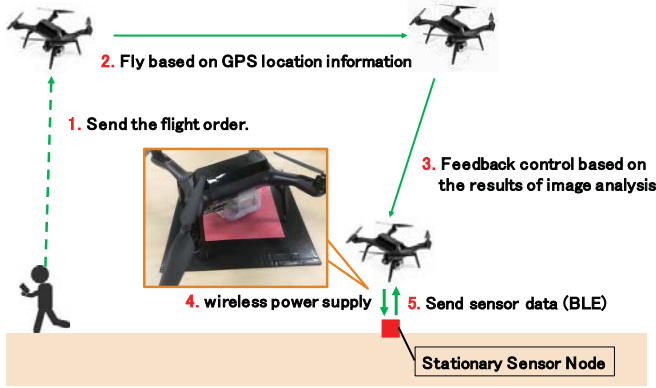 2. Fly based on GPS location information
1. Send the flight order.
3. Feedback control based on
the results of image analysis
4. wireless power supply
5. Send sensor data (BLE)
Stationary Sensor Node